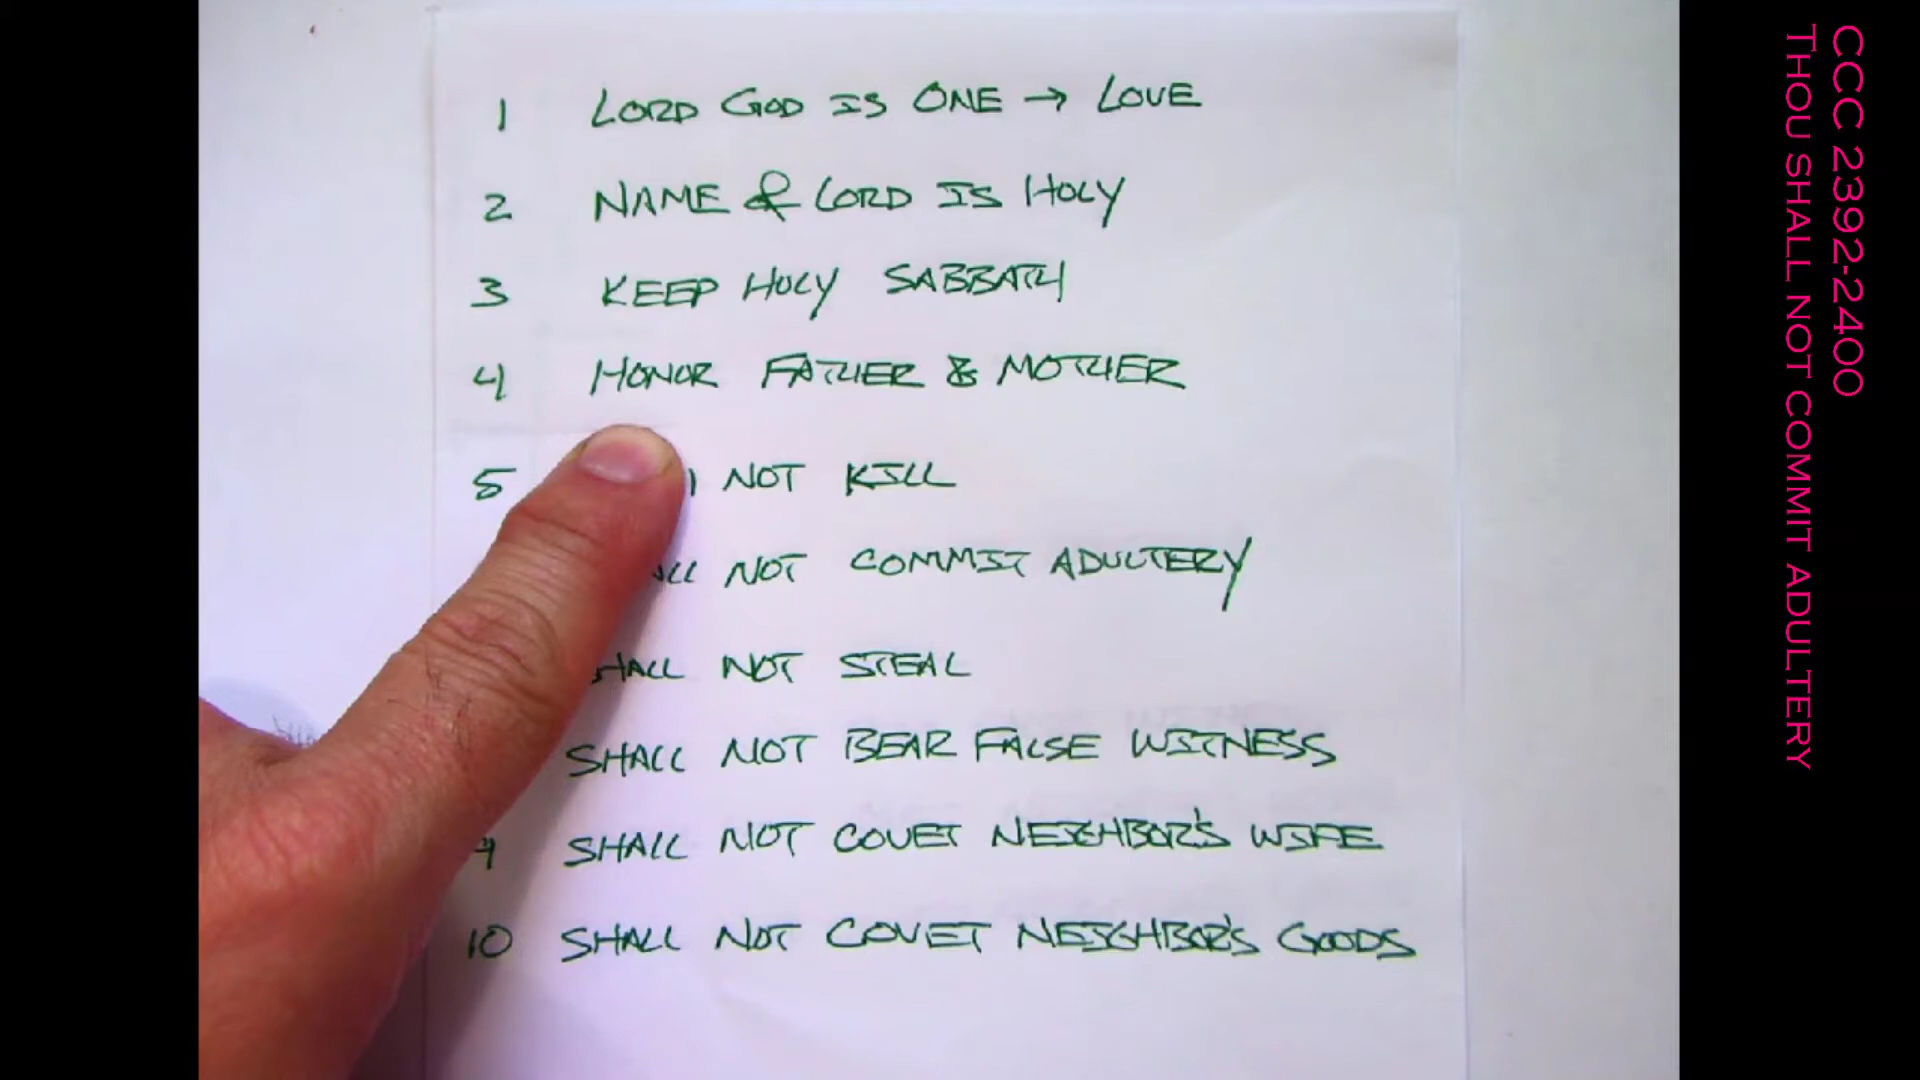 1 LORD GOD IS ONE → LOVE
2 NAME of LORD IS HOLY
3 KEEP HOLY SABBATH
4 HONOR FATHER & MOTHER
5 NOT KILL
NOT COMMIT ADULTERY
SHALL NOT STEAL
SHALL NOT BEAR FALSE WITNESS
9 SHALL NOT COVET NEIGHBOR'S WIFE
10 SHALL NOT COVET NEIGHBOR'S GOODS
CCC 2392-2400
THOU SHALL NOT COMMIT ADULTERY